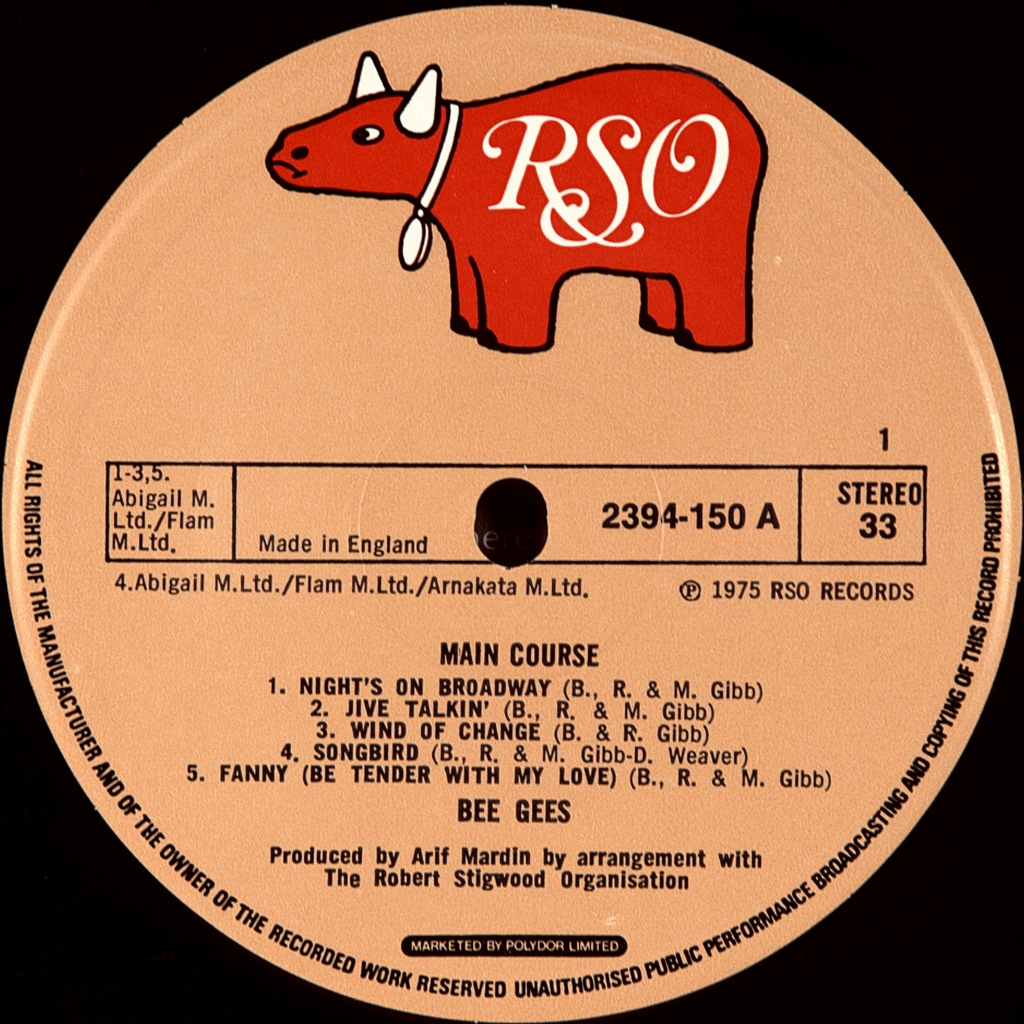 RSO
&
1
1-3,5.
Abigail M.
Ltd./Flam
M.Ltd.
Made in England
2394-150 A
STEREO
33
4.Abigail M.Ltd./Flam M.Ltd./Arnakata M.Ltd.
℗ 1975 RSO RECORDS
MAIN COURSE
1. NIGHT'S ON BROADWAY (B., R. & M. Gibb)
2. JIVE TALKIN' (B., R. & M. Gibb)
3. WIND OF CHANGE (B. & R. Gibb)
4. SONGBIRD (B., R. & M. Gibb-D. Weaver)
5. FANNY (BE TENDER WITH MY LOVE) (B., R. & M. Gibb)
BEE GEES
Produced by Arif Mardin by arrangement with
The Robert Stigwood Organisation
MARKETED BY POLYDOR LIMITED
ALL RIGHTS OF THE MANUFACTURER AND OF THE OWNER OF THE RECORDED WORK RESERVED UNAUTHORISED PUBLIC PERFORMANCE BROADCASTING AND COPYING OF THIS RECORD PROHIBITED